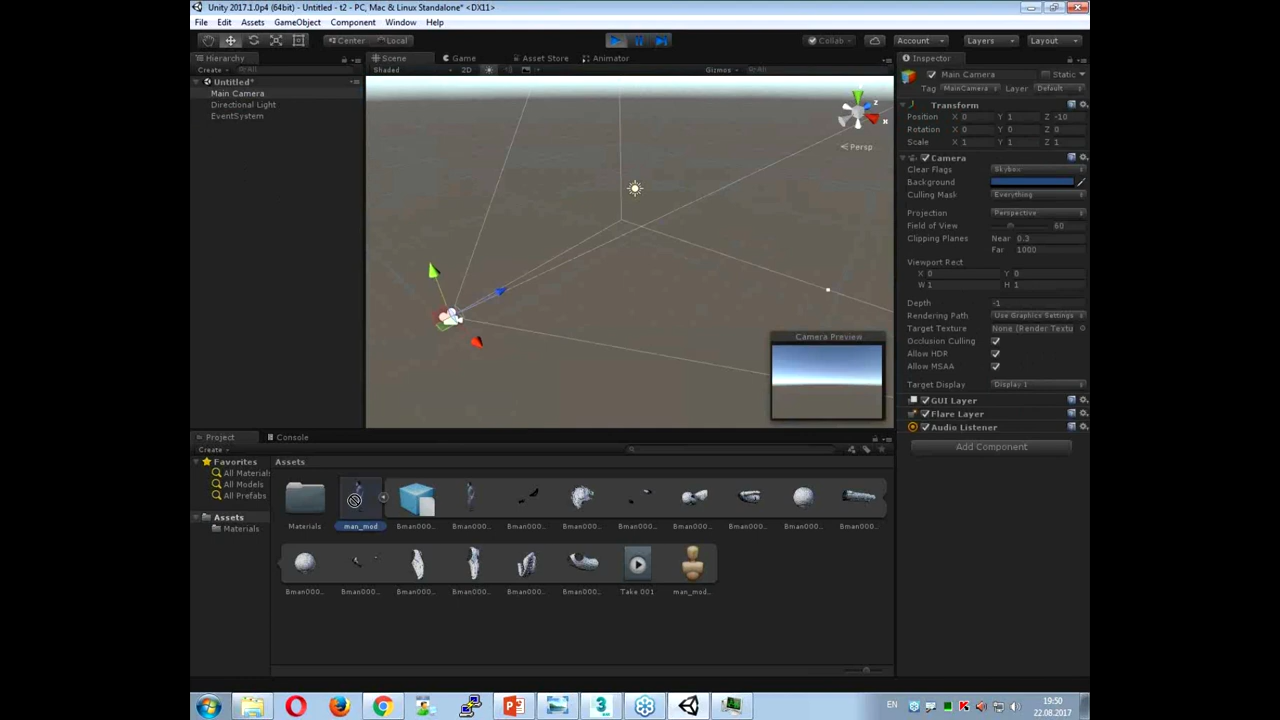 Unity 2017.1.0p4 (64bit) - Untitled - t2 - PC, Mac & Linux Standalone* <DX11>
File Edit Assets GameObject Component Window Help
Center Local Collab Account Layers Layout
Hierarchy
Create All
Untitled*
Main Camera
Directional Light
EventSystem
Scene Game Asset Store Animator
Shaded 2D Gizmos All
Persp
Camera Preview
Inspector
Main Camera Static
Tag MainCamera Layer Default
Transform
Position X 0 Y 1 Z -10
Rotation X 0 Y 0 Z 0
Scale X 1 Y 1 Z 1
Camera
Clear Flags Skybox
Background
Culling Mask Everything
Projection Perspective
Field of View 60
Clipping Planes Near 0.3
Far 1000
Viewport Rect
X 0 Y 0
W 1 H 1
Depth -1
Rendering Path Use Graphics Settings
Target Texture None (Render Textu
Occlusion Culling
Allow HDR
Allow MSAA
Target Display Display 1
GUI Layer
Flare Layer
Audio Listener
Add Component
Project Console
Create
Favorites
All Materials
All Models
All Prefabs
Assets
Materials
Assets
Materials man_mod Bman000... Bman000... Bman000... Bman000... Bman000... Bman000... Bman000... Bman000... Bman000...
Bman000... Bman000... Bman000... Bman000... Bman000... Bman000... Take 001 man_mod...
EN
19:50
22.08.2017